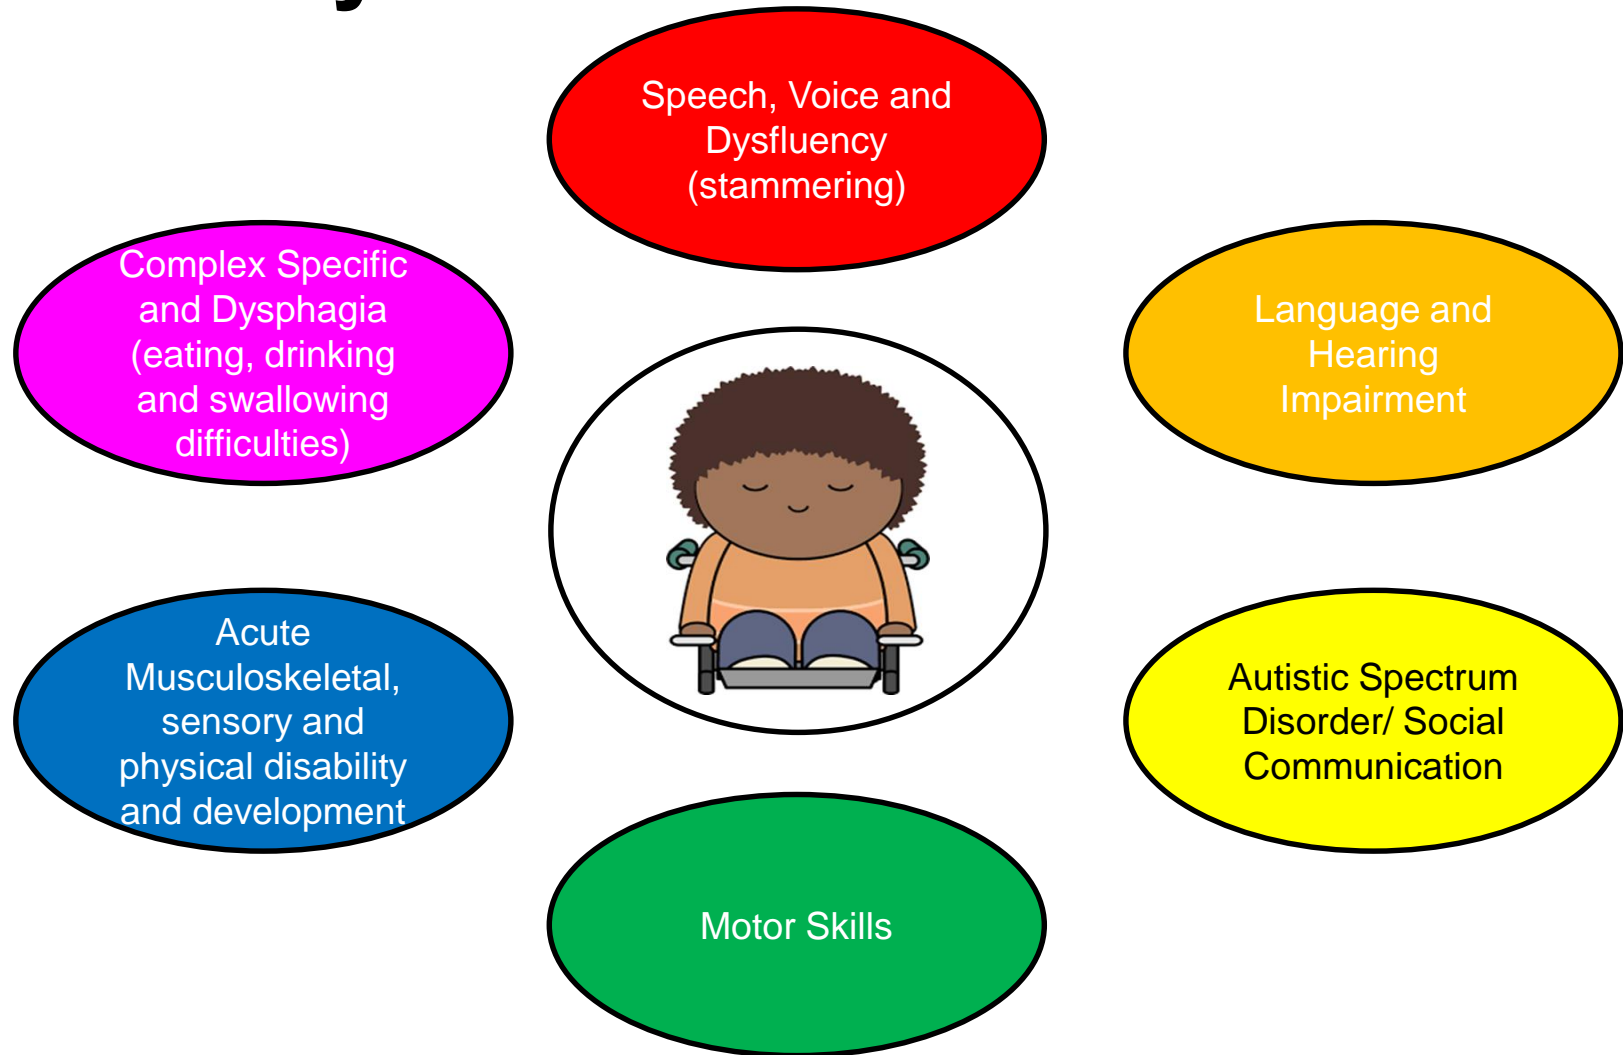 Speech, Voice and
Dysfluency
(stammering)
Complex Specific
and Dysphagia
(eating, drinking
and swallowing
difficulties)
Language and
Hearing
Impairment
Acute
Musculoskeletal,
sensory and
physical disability
and development
Autistic Spectrum
Disorder/ Social
Communication
Motor Skills